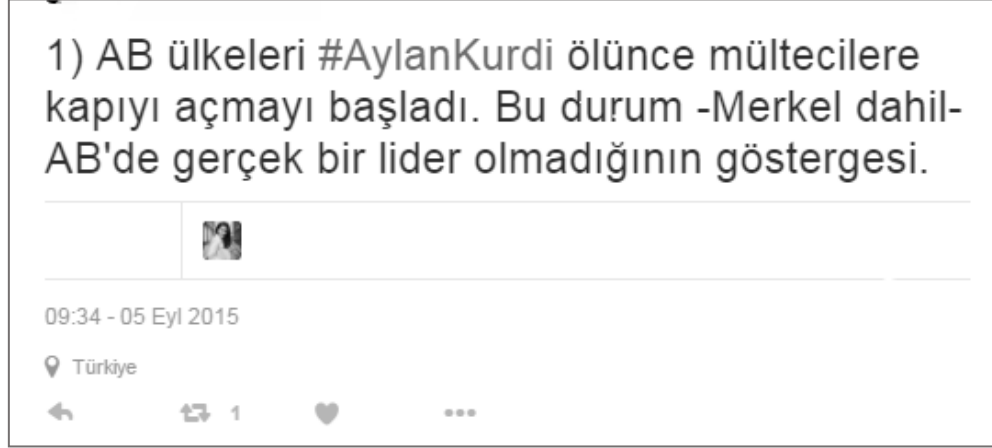 1) AB ülkeleri #AylanKurdi ölünce mültecilere
kapıyı açmayı başladı. Bu durum -Merkel dahil-
AB'de gerçek bir lider olmadığının göstergesi.
09:34 - 05 Eyl 2015
Türkiye
1